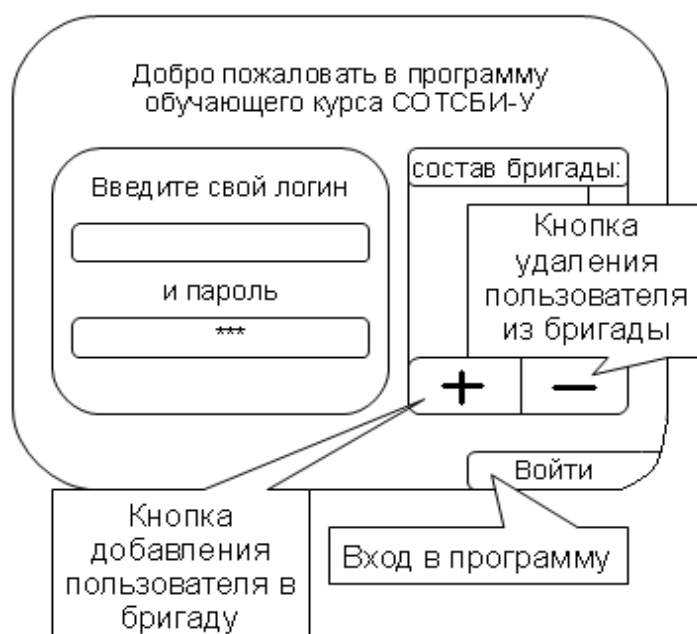 Добро пожаловать в программу
обучающего курса СОТСБИ-У
Введите свой логин
и пароль
***
состав бригады:
Кнопка
удаления
пользователя
из бригады
+ −
Войти
Кнопка
добавления
пользователя в
бригаду
Вход в программу